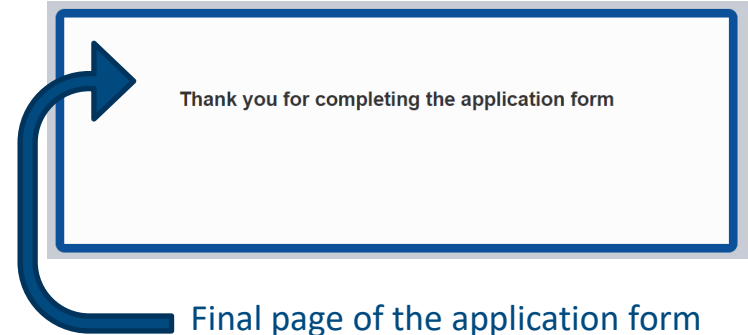 Thank you for completing the application form
Final page of the application form